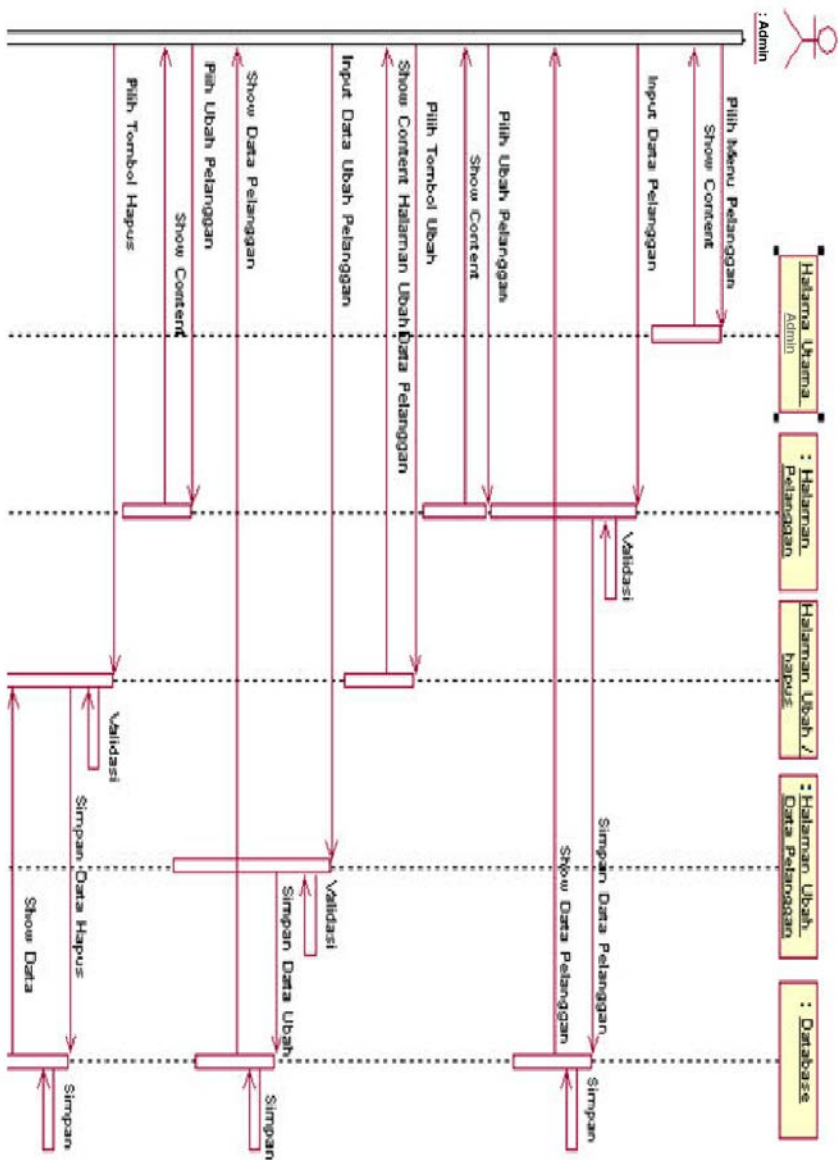 : Admin
Halama Utama
Admin
: Halaman
Pelanggan
Halaman Ubah /
hapus
: Halaman Ubah
Data Pelanggan
: Database
Pilih Menu Pelanggan
Show Content
Input Data Pelanggan
Validasi
Simpan Data Pelanggan
Simpan
Show Data Pelanggan
Pilih Ubah Pelanggan
Show Content
Pilih Tombol Ubah
Show Content Halaman Ubah Data Pelanggan
Input Data Ubah Pelanggan
Validasi
Simpan Data Ubah
Simpan
Show Data Pelanggan
Pilih Ubah Pelanggan
Show Content
Pilih Tombol Hapus
Validasi
Simpan Data Hapus
Simpan
Show Data